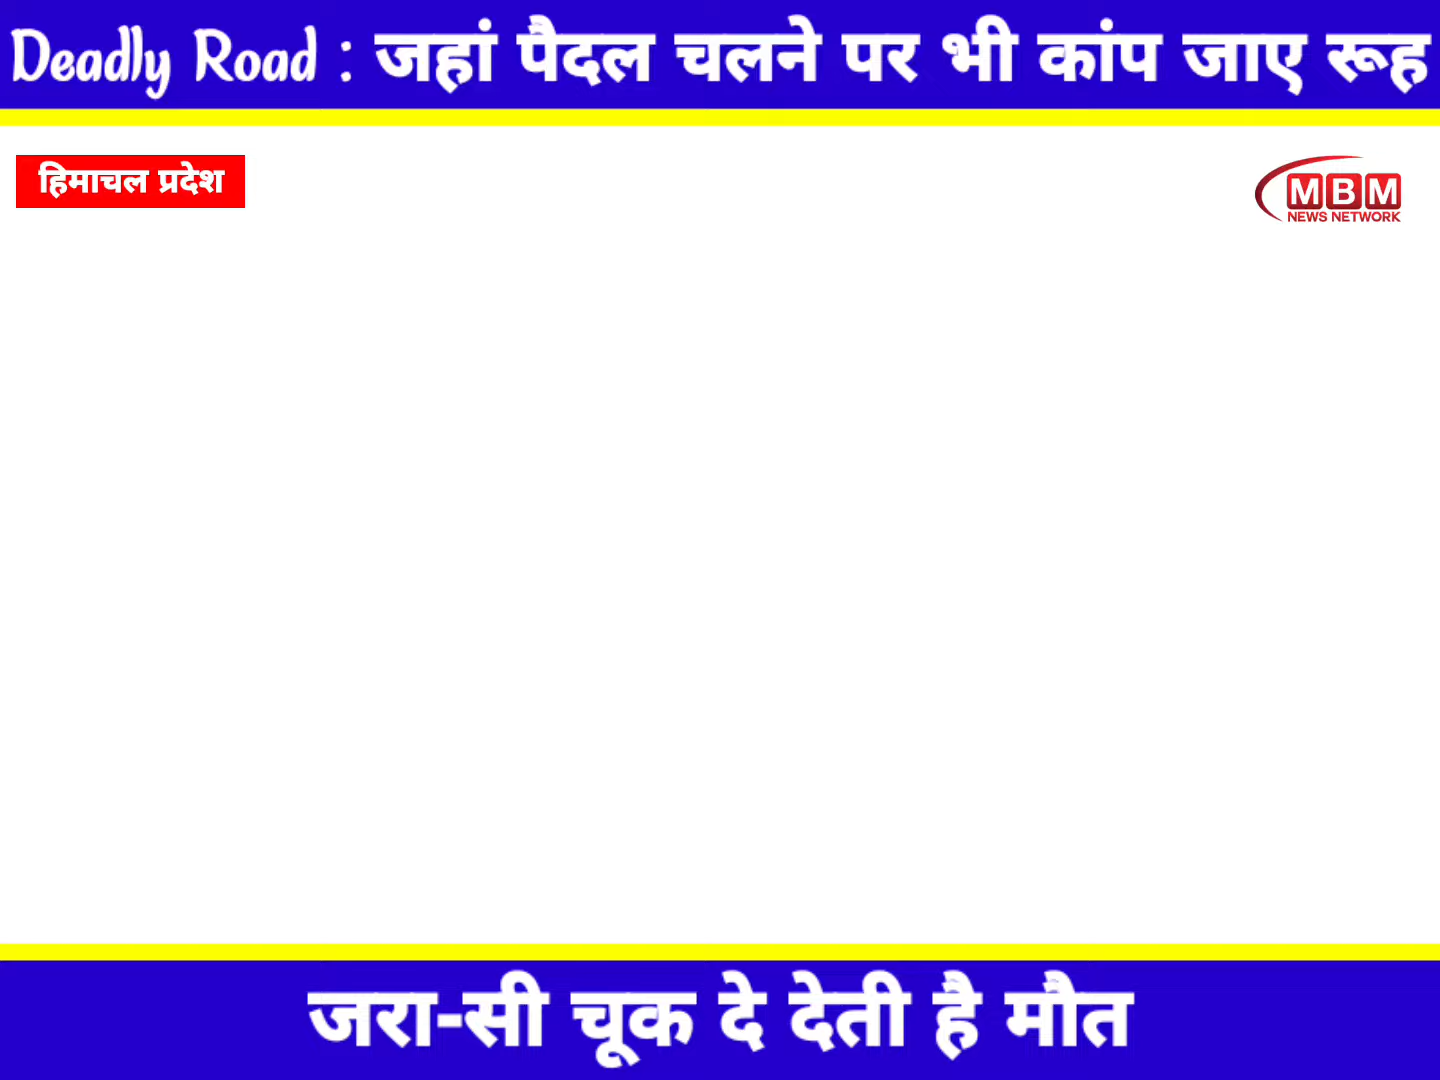 Deadly Road : जहां पैदल चलने पर भी कांप जाए रूह
हिमाचल प्रदेश
MBM
NEWS NETWORK
जरा-सी चूक दे देती है मौत